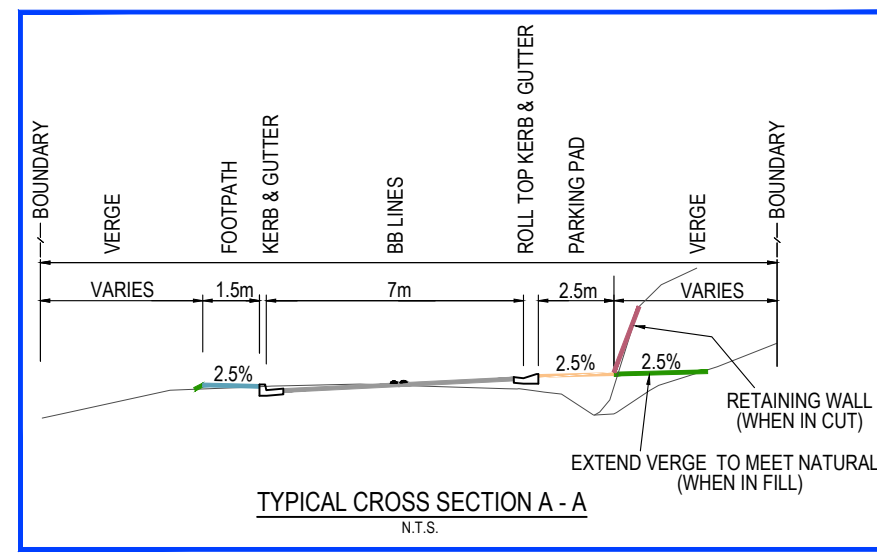 BOUNDARY
VERGE
FOOTPATH
KERB & GUTTER
BB LINES
ROLL TOP KERB & GUTTER
PARKING PAD
VERGE
BOUNDARY
VARIES
1.5m
7m
2.5m
VARIES
2.5%
2.5%
2.5%
RETAINING WALL
(WHEN IN CUT)
EXTEND VERGE TO MEET NATURAL
(WHEN IN FILL)
TYPICAL CROSS SECTION A - A
N.T.S.